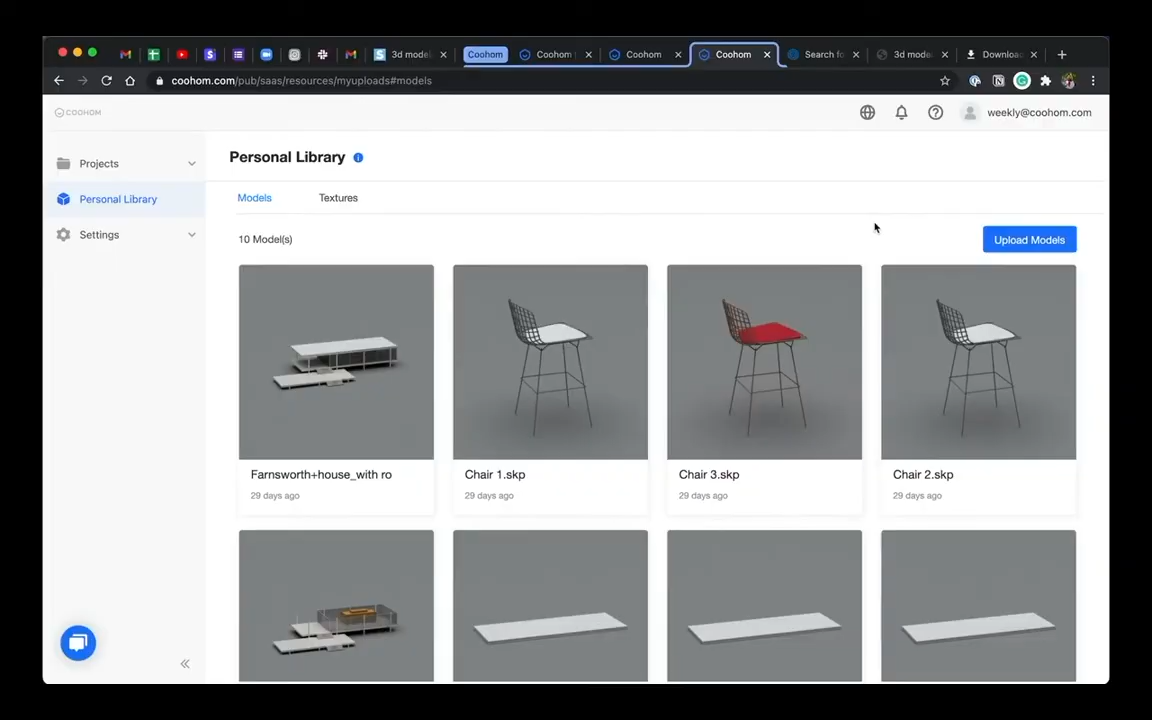 3d model
Coohom
Coohom
Coohom
Coohom
Search fo
3d mode
Downloa
coohom.com/pub/saas/resources/myuploads#models
COOHOM
weekly@coohom.com
Projects
Personal Library
Settings
Personal Library
Models Textures
10 Model(s)
Upload Models
Farnsworth+house_with ro
29 days ago
Chair 1.skp
29 days ago
Chair 3.skp
29 days ago
Chair 2.skp
29 days ago